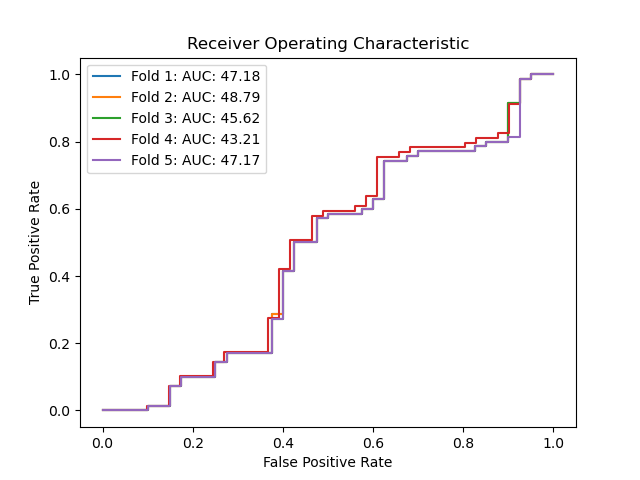 Receiver Operating Characteristic
1.0
0.8
0.6
0.4
0.2
0.0
True Positive Rate
Fold 1: AUC: 47.18
Fold 2: AUC: 48.79
Fold 3: AUC: 45.62
Fold 4: AUC: 43.21
Fold 5: AUC: 47.17
0.0 0.2 0.4 0.6 0.8 1.0
False Positive Rate